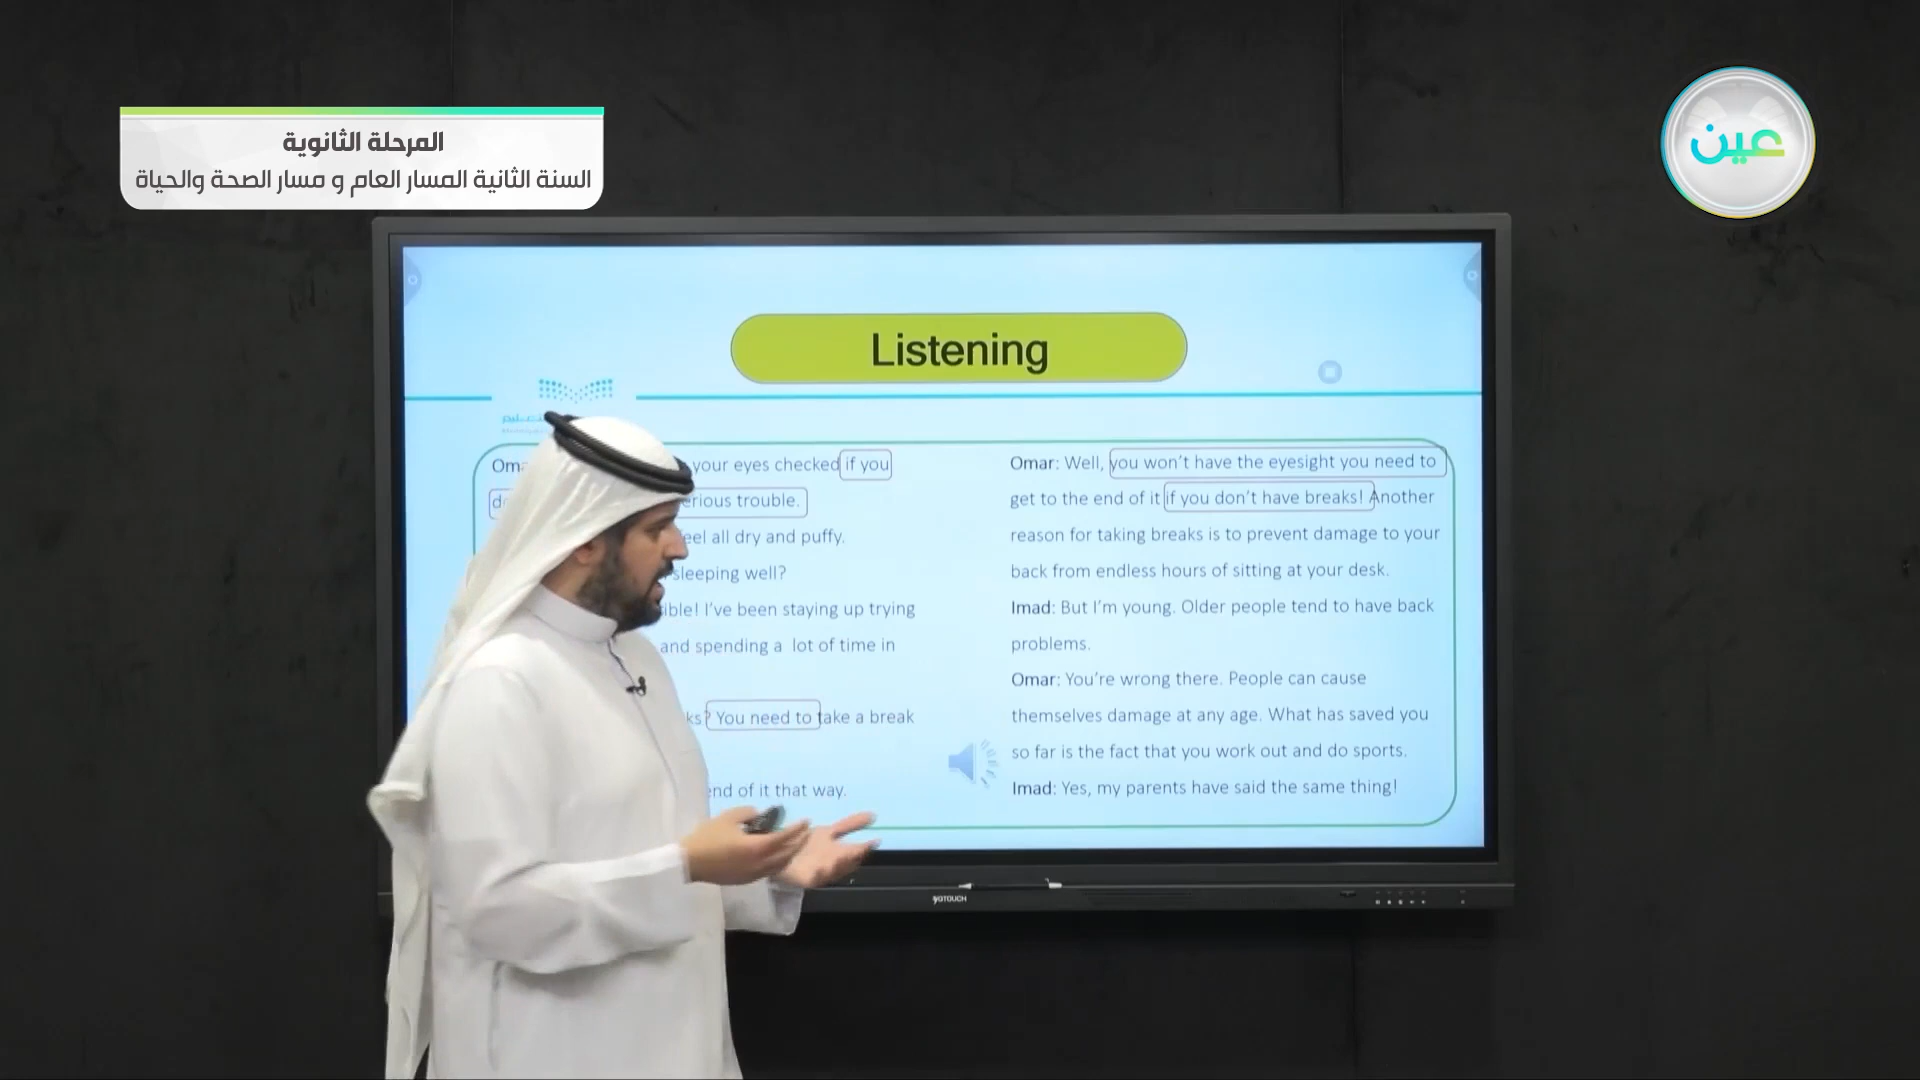 المرحلة الثانوية
السنة الثانية المسار العام و مسار الصحة والحياة
عين
Listening
your eyes checked if you
serious trouble.
feel all dry and puffy.
sleeping well?
I've been staying up trying
and spending a lot of time in
You need to take a break
end of it that way.
Omar: Well, you won't have the eyesight you need to
get to the end of it if you don't have breaks! Another
reason for taking breaks is to prevent damage to your
back from endless hours of sitting at your desk.
Imad: But I'm young. Older people tend to have back
problems.
Omar: You're wrong there. People can cause
themselves damage at any age. What has saved you
so far is the fact that you work out and do sports.
Imad: Yes, my parents have said the same thing!